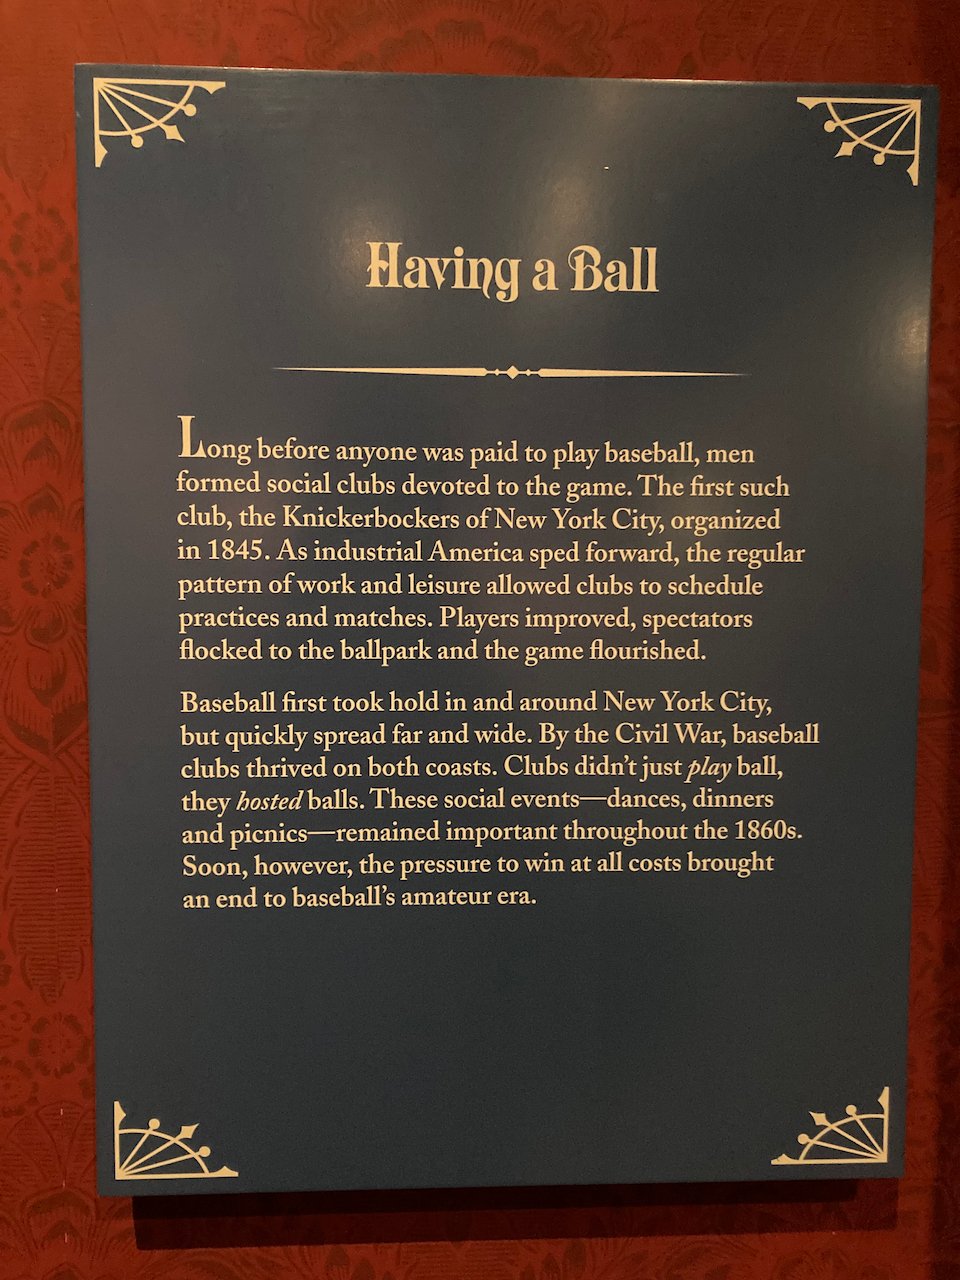 Having a Ball
Long before anyone was paid to play baseball, men
formed social clubs devoted to the game. The first such
club, the Knickerbockers of New York City, organized
in 1845. As industrial America sped forward, the regular
pattern of work and leisure allowed clubs to schedule
practices and matches. Players improved, spectators
flocked to the ballpark and the game flourished.
Baseball first took hold in and around New York City,
but quickly spread far and wide. By the Civil War, baseball
clubs thrived on both coasts. Clubs didn’t just play ball,
they hosted balls. These social events—dances, dinners
and picnics—remained important throughout the 1860s.
Soon, however, the pressure to win at all costs brought
an end to baseball’s amateur era.